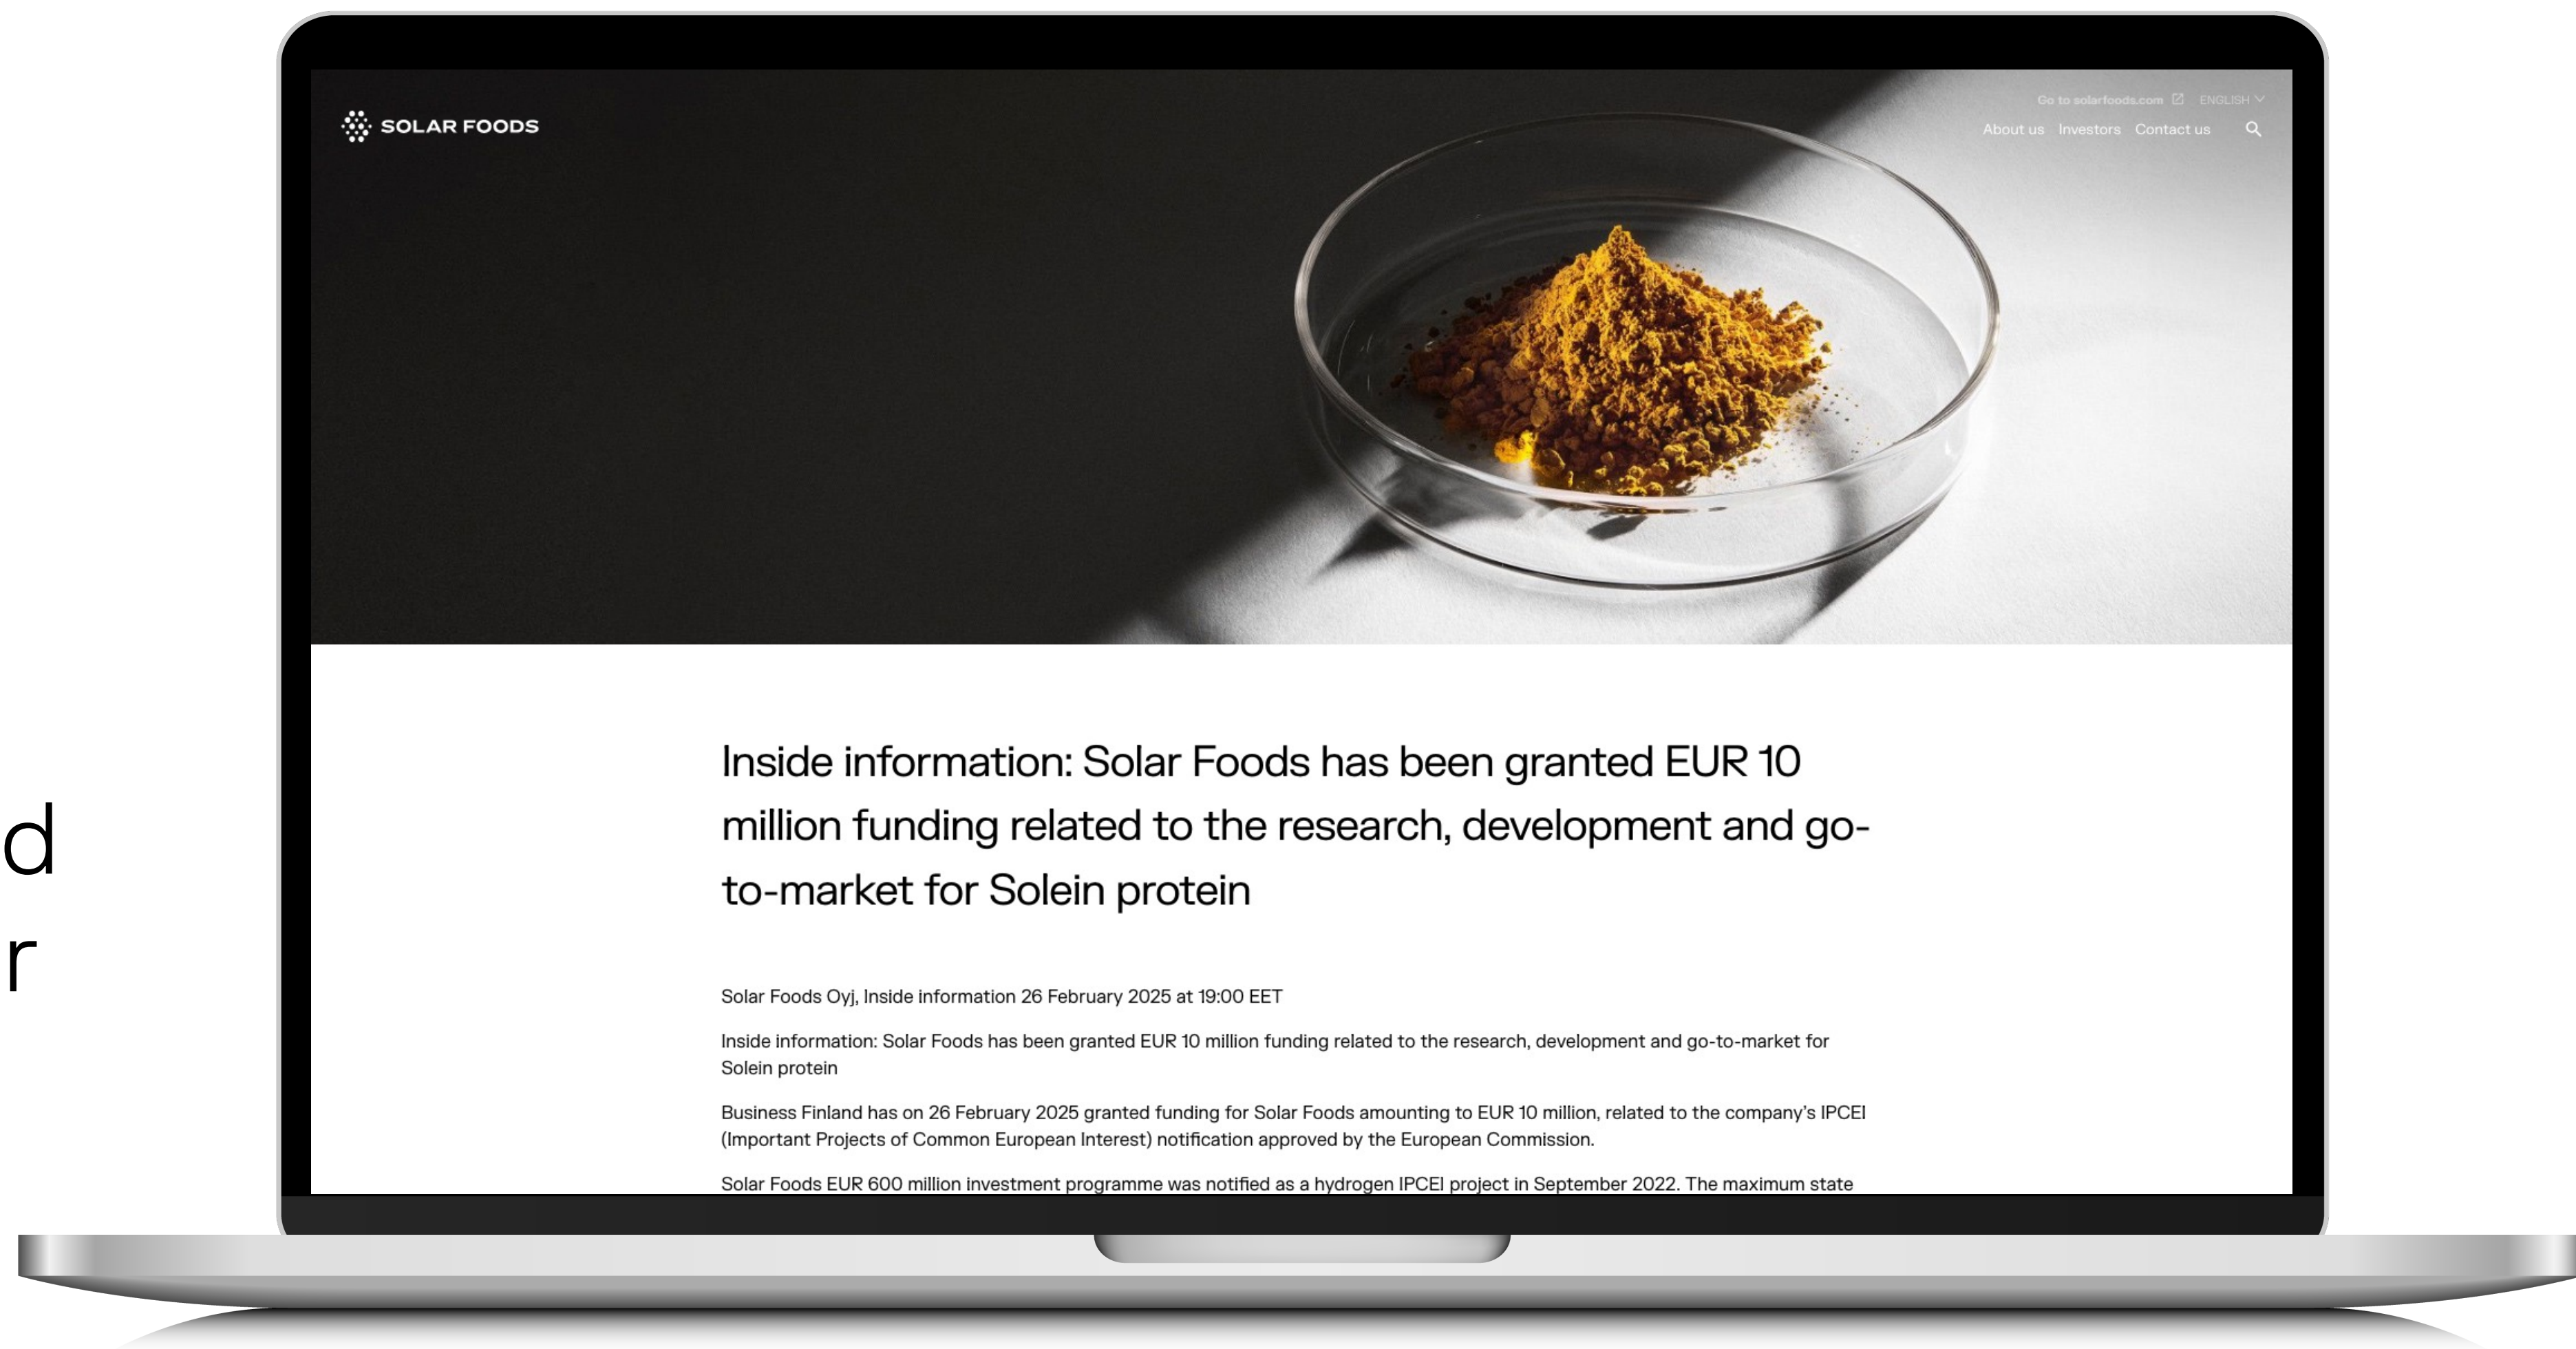 SOLAR FOODS
Go to solarfoods.com
ENGLISH
About us Investors Contact us
d
r
Inside information: Solar Foods has been granted EUR 10
million funding related to the research, development and go-
to-market for Solein protein
Solar Foods Oyj, Inside information 26 February 2025 at 19:00 EET
Inside information: Solar Foods has been granted EUR 10 million funding related to the research, development and go-to-market for
Solein protein
Business Finland has on 26 February 2025 granted funding for Solar Foods amounting to EUR 10 million, related to the company's IPCEI
(Important Projects of Common European Interest) notification approved by the European Commission.
Solar Foods EUR 600 million investment programme was notified as a hydrogen IPCEI project in September 2022. The maximum state